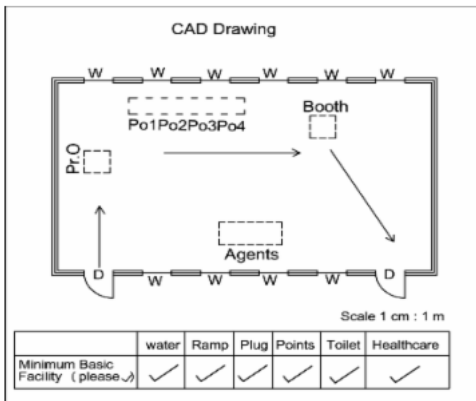 CAD Drawing
W W W W W W
Booth
Po1Po2Po3Po4
Pr.O
Agents
D D
W W W W
Scale 1 cm : 1 m
water Ramp Plug Points Toilet Healthcare
Minimum Basic
Facility (please✓) ✓ ✓ ✓ ✓ ✓ ✓